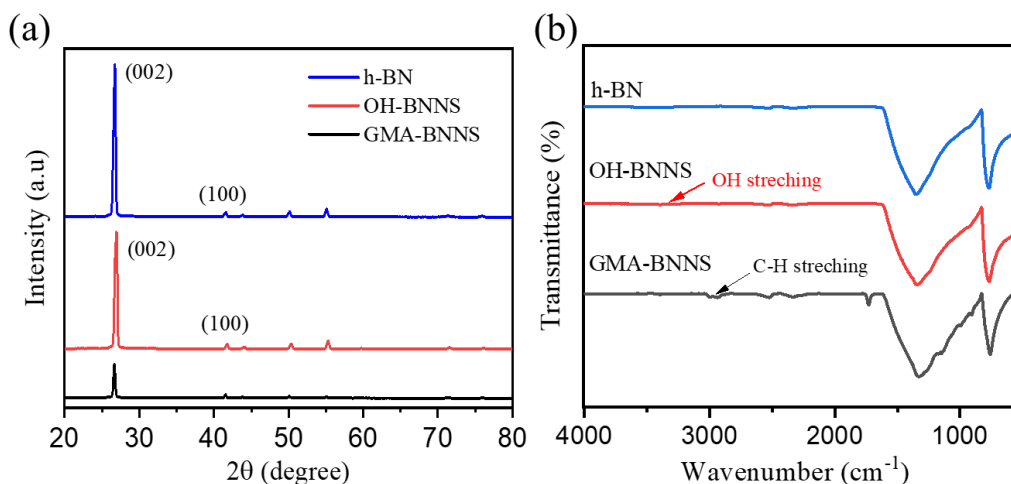 (a)
(002)
h-BN
OH-BNNS
GMA-BNNS
(100)
(002)
(100)
Intensity (a.u)
20 30 40 50 60 70 80
2θ (degree)
(b)
h-BN
OH-BNNS
OH streching
GMA-BNNS
C-H streching
Transmittance (%)
4000 3000 2000 1000
Wavenumber (cm⁻¹)